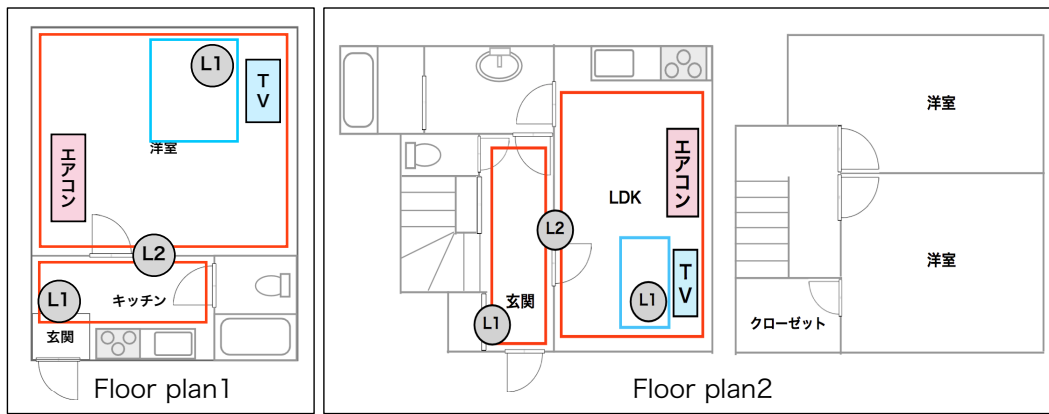 L1
TV
エアコン
洋室
L2
L1
キッチン
玄関
Floor plan1
エアコン
LDK
L2
TV
L1
玄関
L1
洋室
洋室
クローゼット
Floor plan2